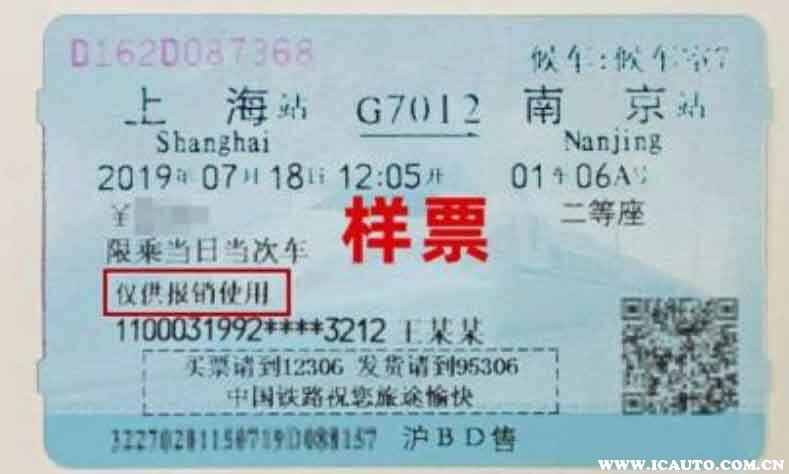 D162D087368 候车:候车室7
上海站 G7012 南京站
Shanghai Nanjing
2019年07月18日 12:05开 01车06A号
¥ 二等座
样票
限乘当日当次车
仅供报销使用
1100031992****3212 王某某
买票请到12306 发货请到95306
中国铁路祝您旅途愉快
32270281150719D088157 沪BD售
WWW.ICAUTO.COM.CN